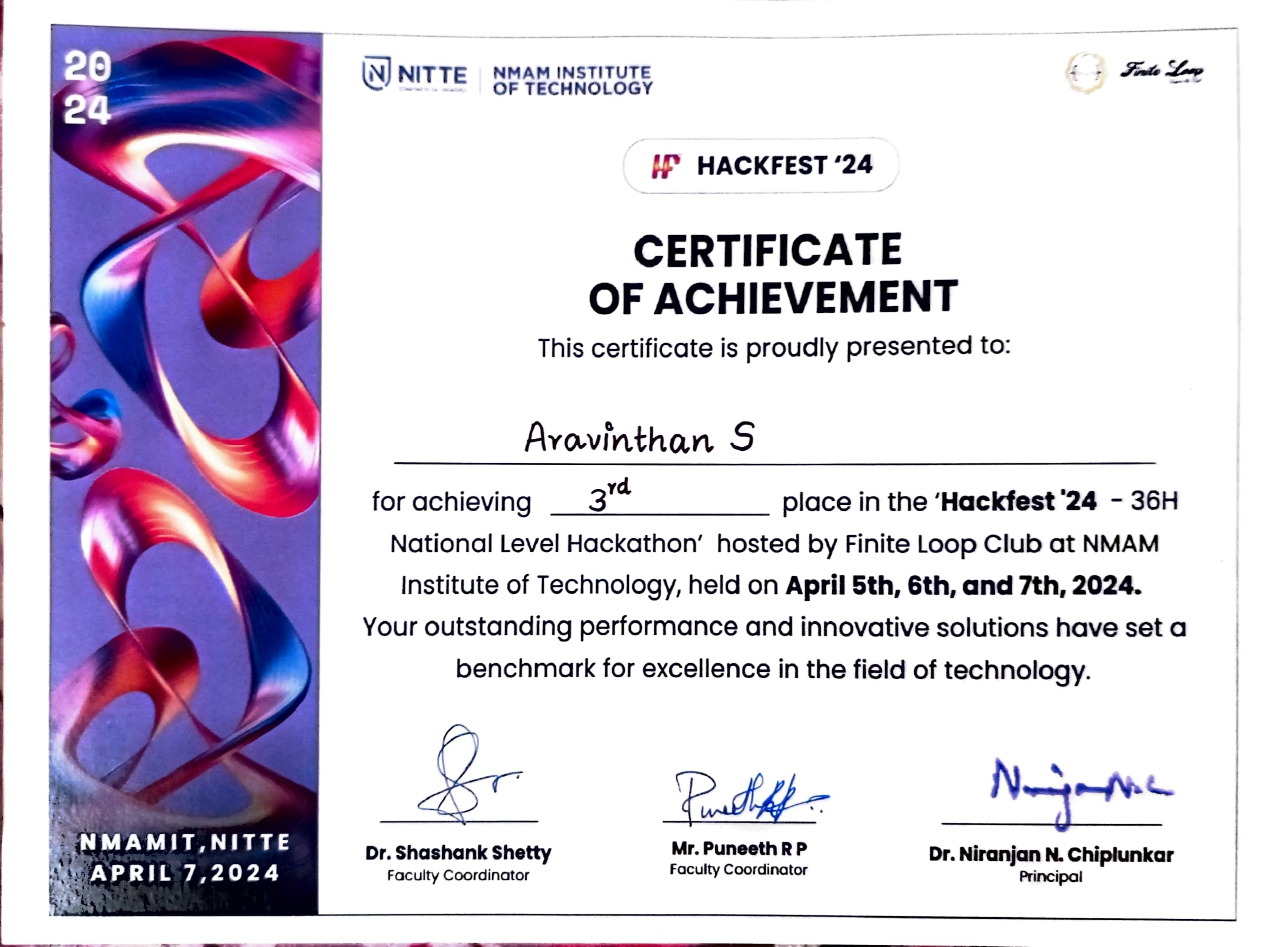 20
24
NITTE
NMAM INSTITUTE
OF TECHNOLOGY
Finite Loop
HF HACKFEST ‘24
CERTIFICATE
OF ACHIEVEMENT
This certificate is proudly presented to:
Aravinthan S
for achieving 3rd place in the ‘Hackfest '24 - 36H
National Level Hackathon’ hosted by Finite Loop Club at NMAM
Institute of Technology, held on April 5th, 6th, and 7th, 2024.
Your outstanding performance and innovative solutions have set a
benchmark for excellence in the field of technology.
Dr. Shashank Shetty
Faculty Coordinator
Mr. Puneeth R P
Faculty Coordinator
Dr. Niranjan N. Chiplunkar
Principal
NMAMIT,NITTE
APRIL 7,2024